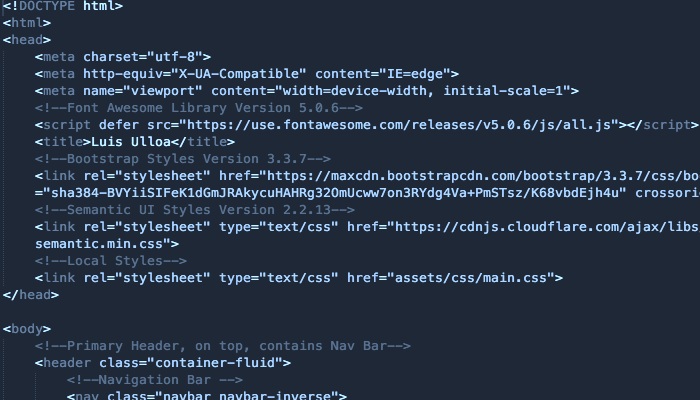 <!DOCTYPE html>
<html>
<head>
<meta charset="utf-8">
<meta http-equiv="X-UA-Compatible" content="IE=edge">
<meta name="viewport" content="width=device-width, initial-scale=1">
<!--Font Awesome Library Version 5.0.6-->
<script defer src="https://use.fontawesome.com/releases/v5.0.6/js/all.js"></script>
<title>Luis Ulloa</title>
<!--Bootstrap Styles Version 3.3.7-->
<link rel="stylesheet" href="https://maxcdn.bootstrapcdn.com/bootstrap/3.3.7/css/bo
="sha384-BVYiiSIFeK1dGmJRAkycuHAHRg32OmUcww7on3RYdg4Va+PmSTsz/K68vbdEjh4u" crossori
<!--Semantic UI Styles Version 2.2.13-->
<link rel="stylesheet" type="text/css" href="https://cdnjs.cloudflare.com/ajax/libs
semantic.min.css">
<!--Local Styles-->
<link rel="stylesheet" type="text/css" href="assets/css/main.css">
</head>
<body>
<!--Primary Header, on top, contains Nav Bar-->
<header class="container-fluid">
<!--Navigation Bar -->
<nav class="navbar navbar-inverse">